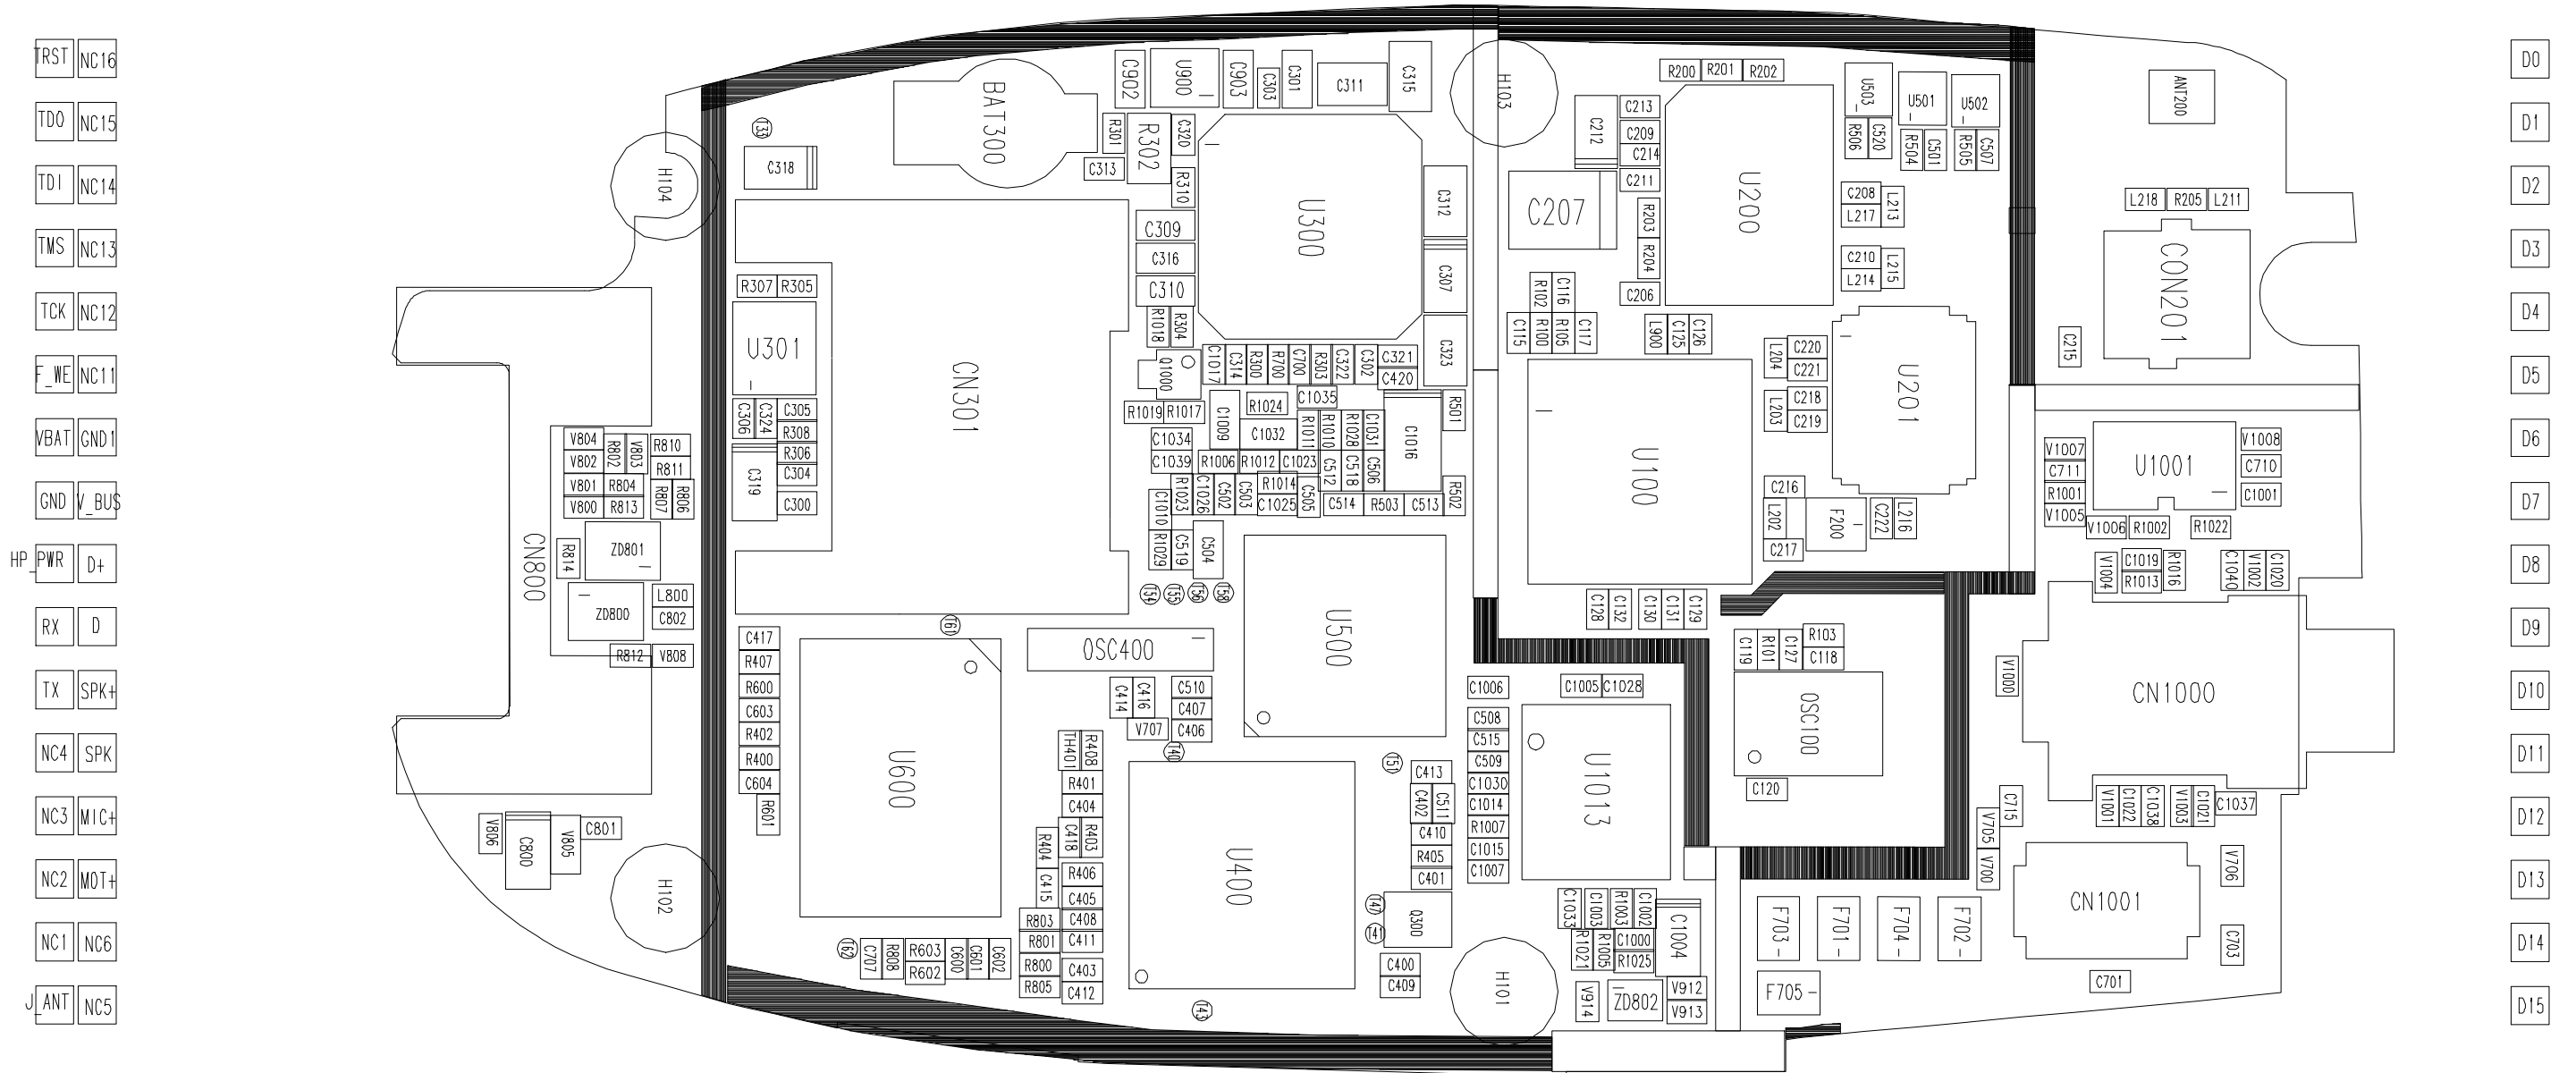 TRST NC16
TDO NC15
TDI NC14
TMS NC13
TCK NC12
F_WE NC11
VBAT GND1
GND V_BUS
HP_PWR D+
RX D
TX SPK+
NC4 SPK
NC3 MIC+
NC2 MOT+
NC1 NC6
J_ANT NC5
H104
CN800
V804
V802
V801
V800
R802
V803
R804
R813
R810
R811
R807
R806
R814
ZD801
ZD800
L800
C802
R812
V808
V806
C800
V805
C801
H102
T33
C318
BAT300
R307
R305
U301
C306
C324
C305
R308
R306
C304
C319
C300
CN301
C902
U900
C903
C303
C301
C311
C315
R301
R302
C320
C313
R310
C309
C316
C310
R1018
R304
Q1000
U300
C312
C307
C323
C1017
C314
R300
R700
C700
R303
C322
C302
C321
C420
R1019
R1017
C1009
R1024
C1035
C1032
R1011
R1010
R1028
C1031
C1016
R501
C1034
C1039
R1006
R1012
C1023
C512
C518
C506
R1023
C1026
C502
C503
R1014
C1025
C505
C514
R503
C513
R502
C1010
R1029
C519
C504
T54
T55
T56
T58
T61
OSC400
U500
C417
R407
R600
C603
R402
R400
C604
R601
U600
C414
C416
V707
C510
C407
C406
T40
TH401
R408
R401
C404
C418
R403
R404
C415
R406
C405
R803
C408
R801
C411
R800
C403
R805
C412
U400
T51
C413
C402
C511
C410
R405
C401
T47
T41
Q300
C400
C409
T43
T62
C707
R808
R603
R602
C600
C601
C602
H103
H101
C212
C207
R200
R201
R202
C213
C209
C214
C211
R203
R204
C206
U200
U503
U501
U502
R506
C520
R504
C501
R505
C507
C208
L217
L213
C210
L214
L215
R102
C116
C115
R100
R105
C117
L900
C125
C126
U100
L204
C220
C221
L203
C218
C219
U201
C216
L202
C217
F200
C222
L216
C128
C132
C130
C131
C129
C119
R101
C127
R103
C118
OSC100
C120
C1006
C1005
C1028
C508
C515
C509
C1030
C1014
R1007
C1015
C1007
U1013
C1033
C1003
R1003
C1002
R1021
R1005
C1000
R1025
C1004
V914
ZD802
V912
V913
F703
F701
F704
F702
F705
ANT200
L218
R205
L211
CON201
C215
V1007
C711
R1001
V1005
U1001
V1008
C710
C1001
V1006
R1002
R1022
V1004
C1019
R1013
R1016
C1040
V1002
C1020
V1000
CN1000
C715
V705
V700
V1001
C1022
C1038
V1003
C1021
C1037
CN1001
V706
C703
C701
D0
D1
D2
D3
D4
D5
D6
D7
D8
D9
D10
D11
D12
D13
D14
D15